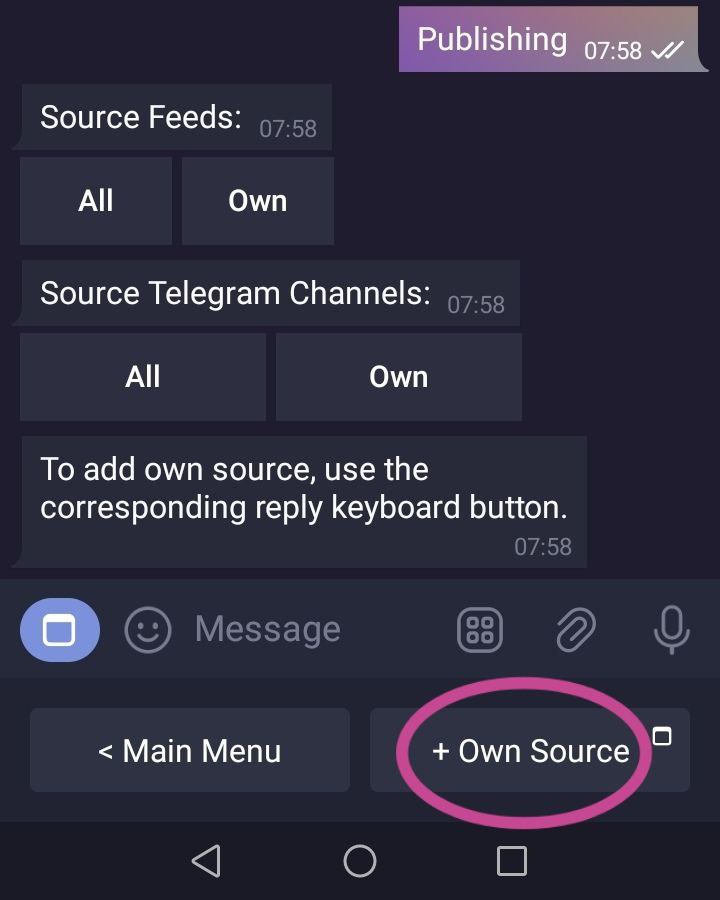 Publishing 07:58
Source Feeds: 07:58
All Own
Source Telegram Channels: 07:58
All Own
To add own source, use the
corresponding reply keyboard button.
07:58
Message
< Main Menu + Own Source